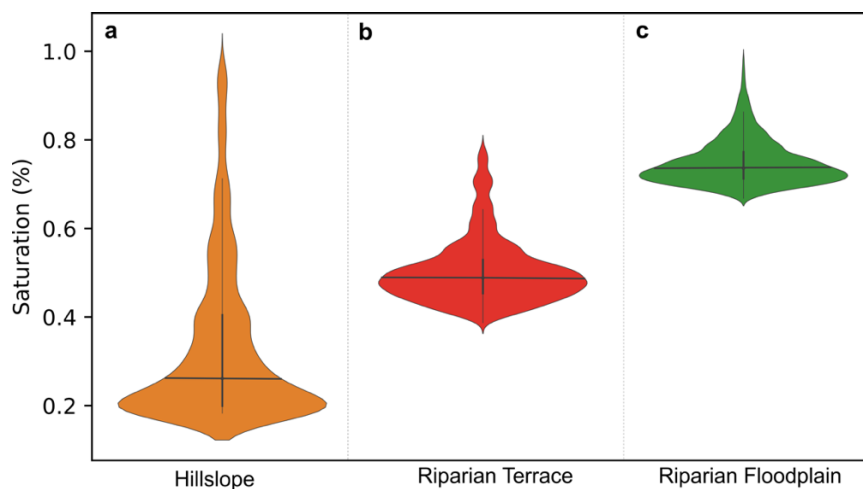 a
b
c
1.0
0.8
0.6
0.4
0.2
Saturation (%)
Hillslope
Riparian Terrace
Riparian Floodplain